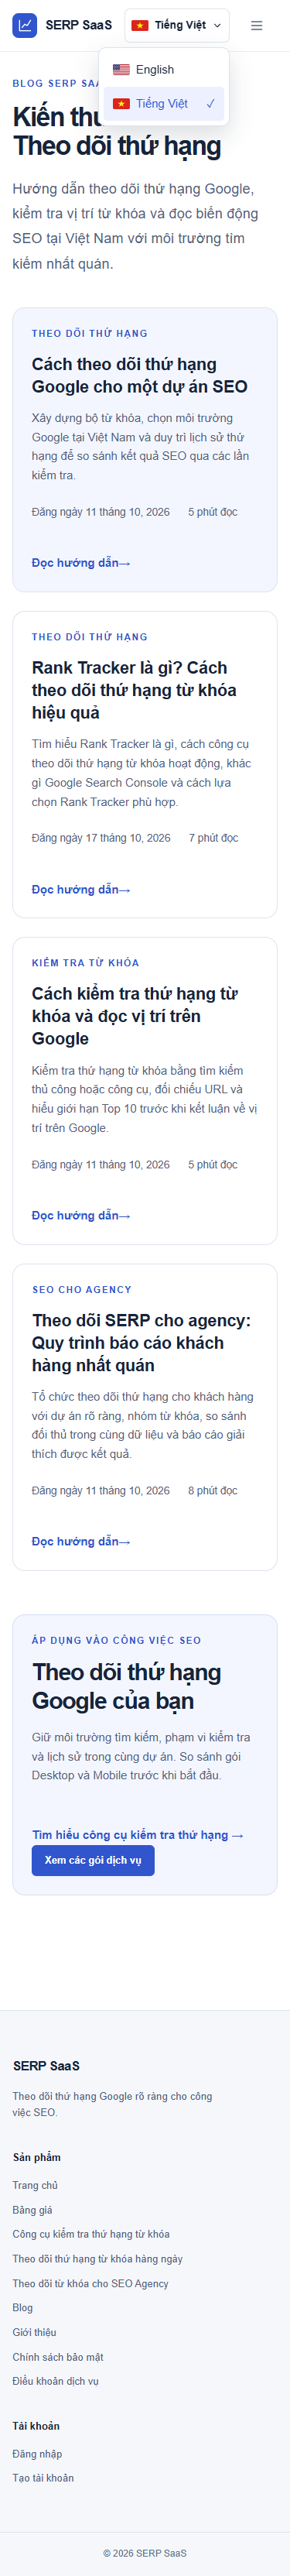 SERP SaaS
Tiếng Việt
English
Tiếng Việt
BLOG SERP SAA
Kiến thu
Theo dõi thứ hạng
Hướng dẫn theo dõi thứ hạng Google,
kiểm tra vị trí từ khóa và đọc biến động
SEO tại Việt Nam với môi trường tìm
kiếm nhất quán.
THEO DÕI THỨ HẠNG
Cách theo dõi thứ hạng
Google cho một dự án SEO
Xây dựng bộ từ khóa, chọn môi trường
Google tại Việt Nam và duy trì lịch sử thứ
hạng để so sánh kết quả SEO qua các lần
kiểm tra.
Đăng ngày 11 tháng 10, 2026 5 phút đọc
Đọc hướng dẫn→
THEO DÕI THỨ HẠNG
Rank Tracker là gì? Cách
theo dõi thứ hạng từ khóa
hiệu quả
Tìm hiểu Rank Tracker là gì, cách công cụ
theo dõi thứ hạng từ khóa hoạt động, khác
gì Google Search Console và cách lựa
chọn Rank Tracker phù hợp.
Đăng ngày 17 tháng 10, 2026 7 phút đọc
Đọc hướng dẫn→
KIỂM TRA TỪ KHÓA
Cách kiểm tra thứ hạng từ
khóa và đọc vị trí trên
Google
Kiểm tra thứ hạng từ khóa bằng tìm kiếm
thủ công hoặc công cụ, đối chiếu URL và
hiểu giới hạn Top 10 trước khi kết luận về vị
trí trên Google.
Đăng ngày 11 tháng 10, 2026 5 phút đọc
Đọc hướng dẫn→
SEO CHO AGENCY
Theo dõi SERP cho agency:
Quy trình báo cáo khách
hàng nhất quán
Tổ chức theo dõi thứ hạng cho khách hàng
với dự án rõ ràng, nhóm từ khóa, so sánh
đối thủ trong cùng dữ liệu và báo cáo giải
thích được kết quả.
Đăng ngày 11 tháng 10, 2026 8 phút đọc
Đọc hướng dẫn→
ÁP DỤNG VÀO CÔNG VIỆC SEO
Theo dõi thứ hạng
Google của bạn
Giữ môi trường tìm kiếm, phạm vi kiểm tra
và lịch sử trong cùng dự án. So sánh gói
Desktop và Mobile trước khi bắt đầu.
Tìm hiểu công cụ kiểm tra thứ hạng →
Xem các gói dịch vụ
SERP SaaS
Theo dõi thứ hạng Google rõ ràng cho công
việc SEO.
Sản phẩm
Trang chủ
Bảng giá
Công cụ kiểm tra thứ hạng từ khóa
Theo dõi thứ hạng từ khóa hàng ngày
Theo dõi từ khóa cho SEO Agency
Blog
Giới thiệu
Chính sách bảo mật
Điều khoản dịch vụ
Tài khoản
Đăng nhập
Tạo tài khoản
© 2026 SERP SaaS